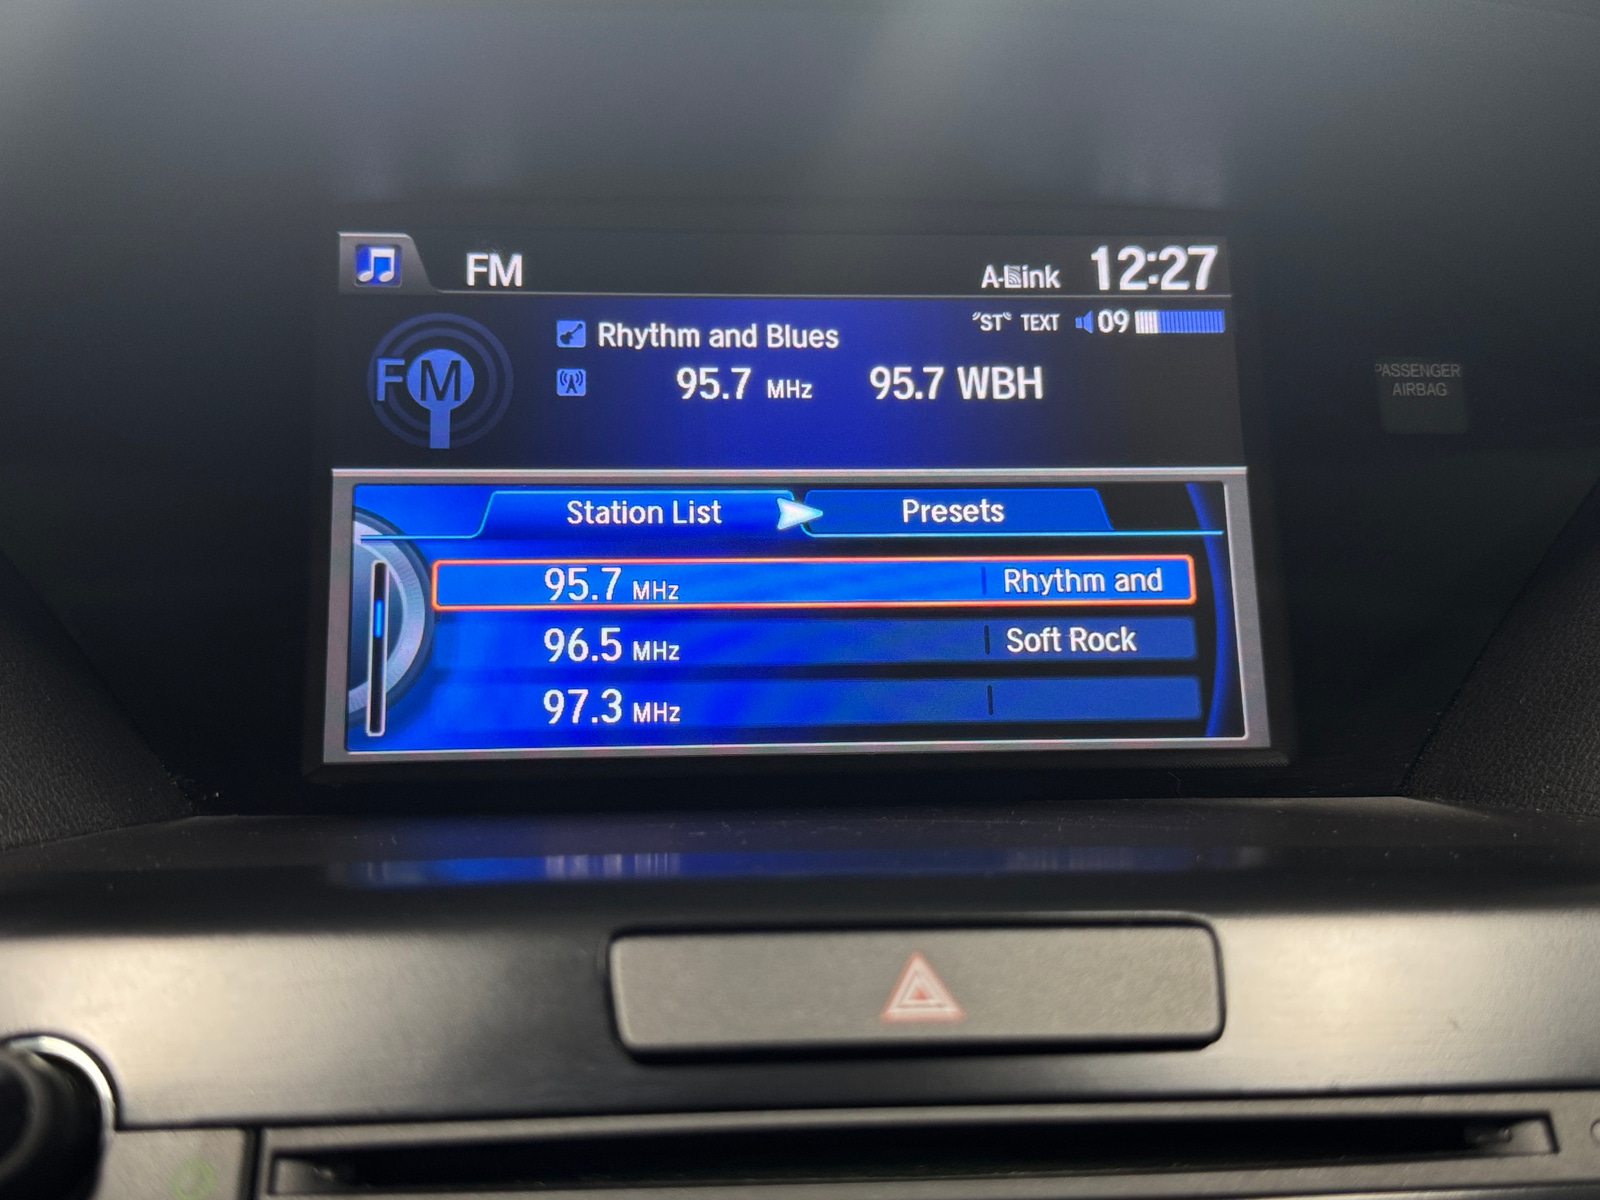 FM
A-Link 12:27
"ST" TEXT 09
FM
Rhythm and Blues
95.7 MHz 95.7 WBH
PASSENGER
AIRBAG
Station List Presets
95.7 MHz Rhythm and
96.5 MHz Soft Rock
97.3 MHz